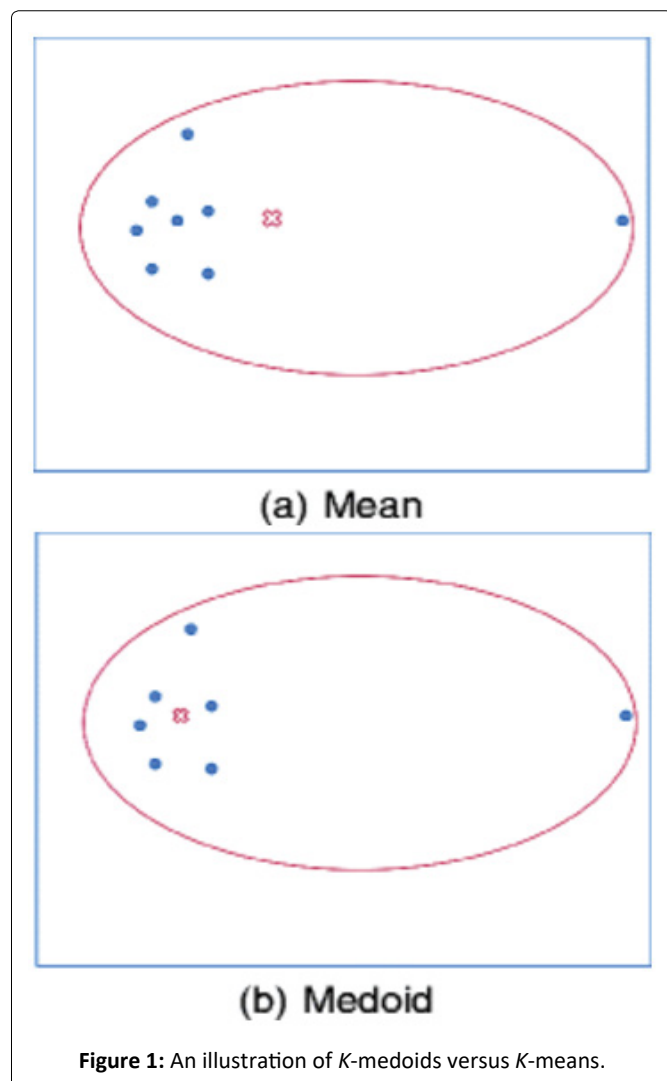 (a) Mean
(b) Medoid
Figure 1: An illustration of K-medoids versus K-means.